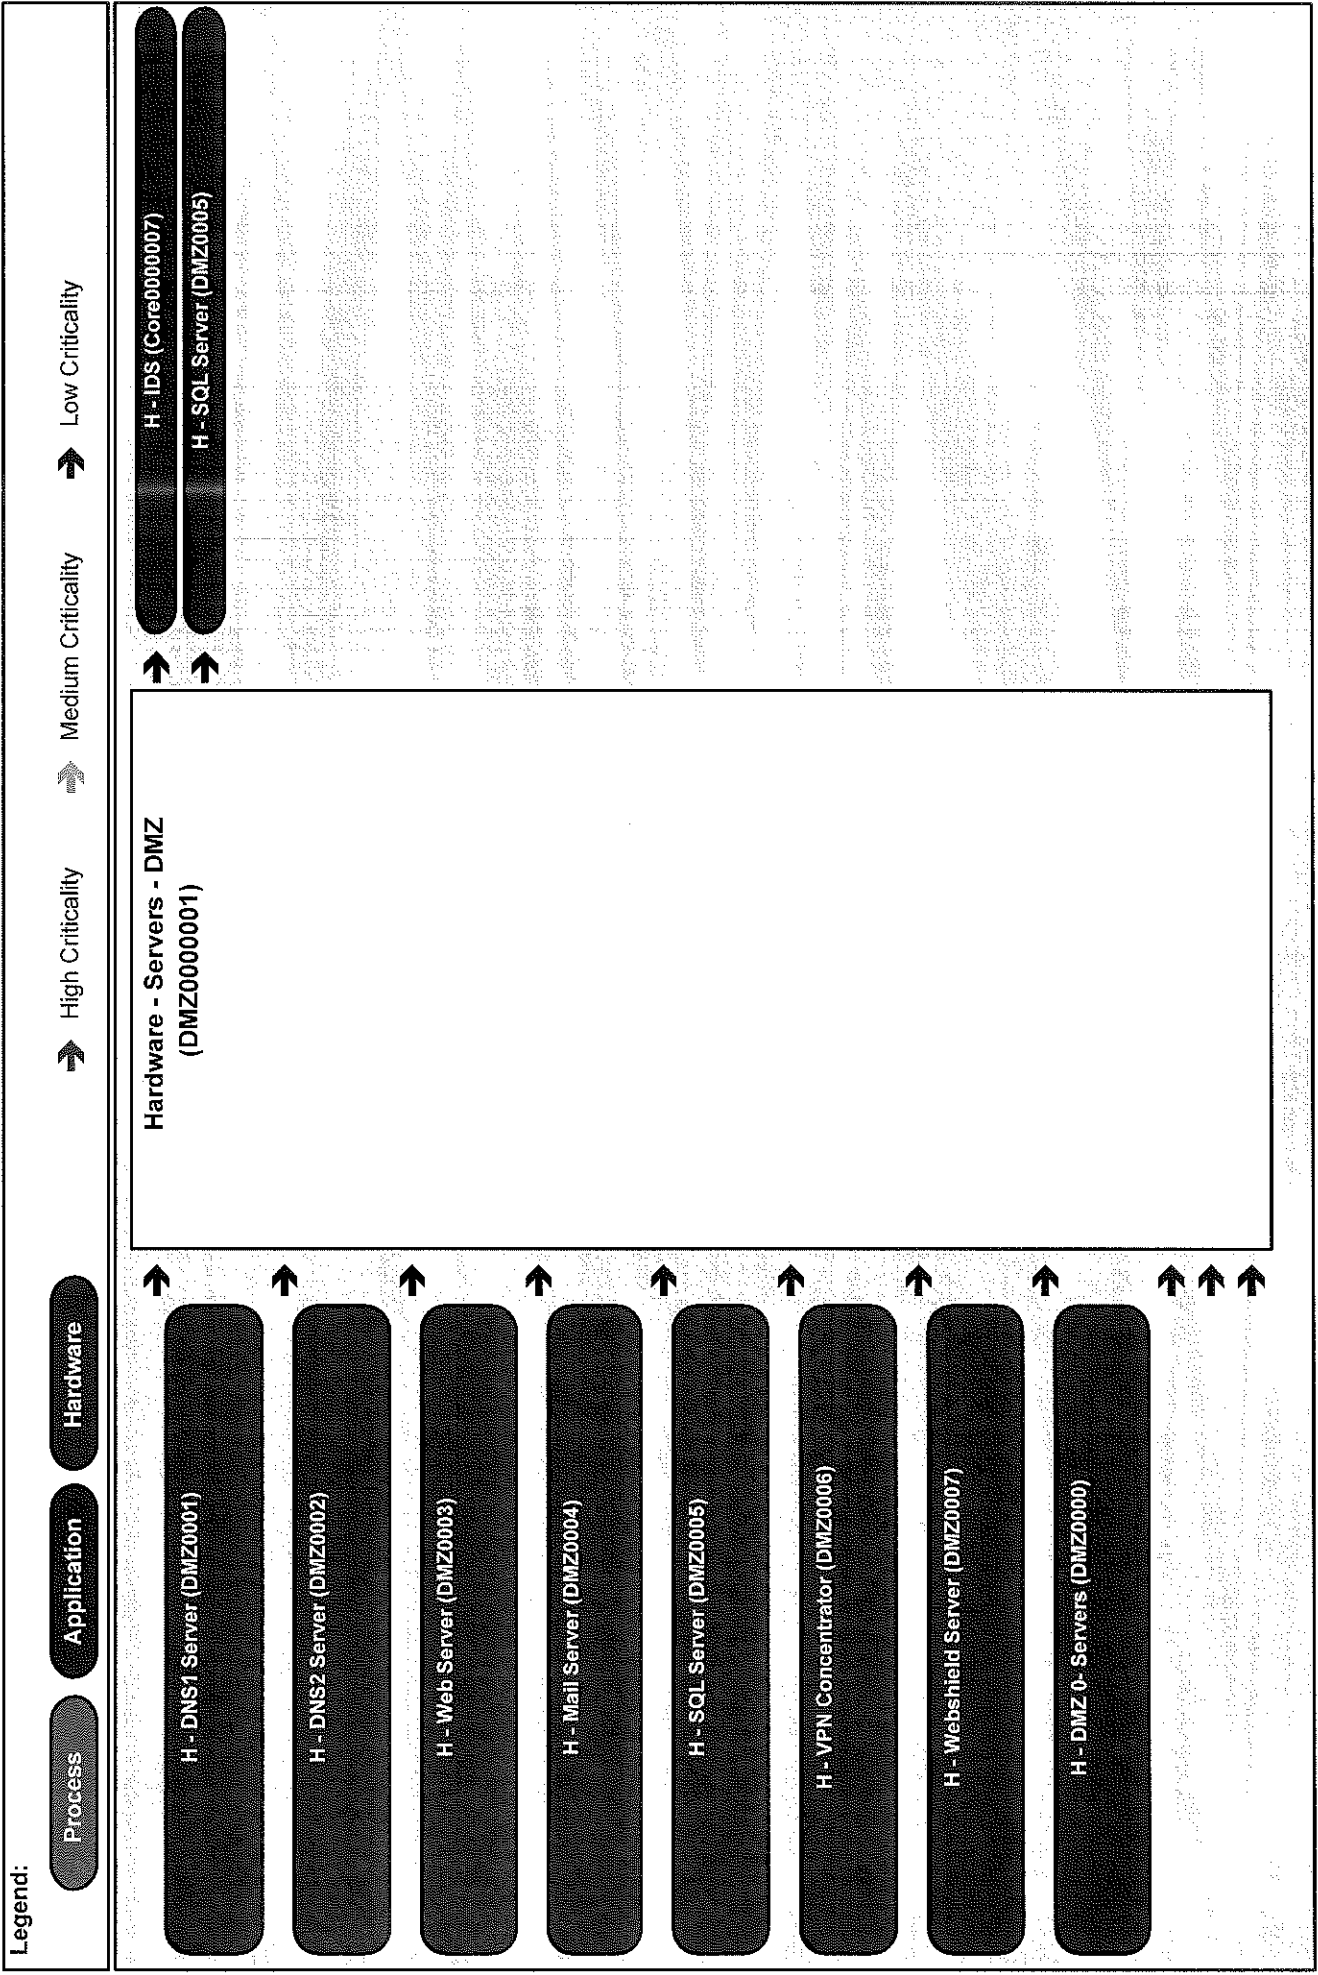 Legend:
Process
Application
Hardware
High Criticality
Medium Criticality
Low Criticality
H - DNS1 Server (DMZ0001)
H - DNS2 Server (DMZ0002)
H - Web Server (DMZ0003)
H - Mail Server (DMZ0004)
H - SQL Server (DMZ0005)
H - VPN Concentrator (DMZ0006)
H - Webshield Server (DMZ0007)
H - DMZ 0- Servers (DMZ0000)
Hardware - Servers - DMZ
(DMZ0000001)
H - IDS (Core0000007)
H - SQL Server (DMZ0005)